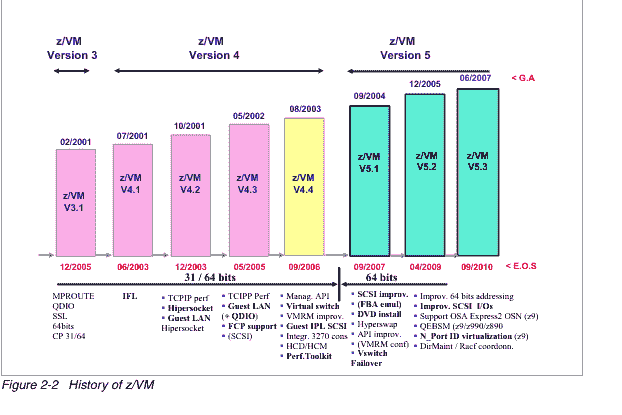 z/VM
Version 3
z/VM
Version 4
z/VM
Version 5
< G.A
02/2001
07/2001
10/2001
05/2002
08/2003
09/2004
12/2005
06/2007
z/VM
V3.1
z/VM
V4.1
z/VM
V4.2
z/VM
V4.3
z/VM
V4.4
z/VM
V5.1
z/VM
V5.2
z/VM
V5.3
12/2005
06/2003
12/2003
05/2005
09/2006
09/2007
04/2009
09/2010
< E.O.S
31 / 64 bits
64 bits
MPROUTE
QDIO
SSL
64bits
CP 31/64
IFL
▪ TCPIP perf
▪ Hipersocket
▪ Guest LAN
Hipersocket
▪ TCIPP Perf
▪ Guest LAN
(+ QDIO)
▪ FCP support
(SCSI)
▪ Manag. API
▪ Virtual switch
▪ VMRM improv.
▪ Guest IPL SCSI
▪ Integr. 3270 cons
▪ HCD/HCM
▪ Perf.Toolkit
▪ SCSI improv.
▪ (FBA emul)
▪ DVD install
▪ Hyperswap
▪ API improv.
▪ (VMRM conf)
▪ Vswitch
Failover
▪ Improv. 64 bits addressing
▪ Improv. SCSI I/Os
▪ Support OSA Express2 OSN (z9)
▪ QEBSM (z9/z990/z890
▪ N_Port ID virtualization (z9)
▪ DirMaint / Racf coordonn.
Figure 2-2 History of z/VM